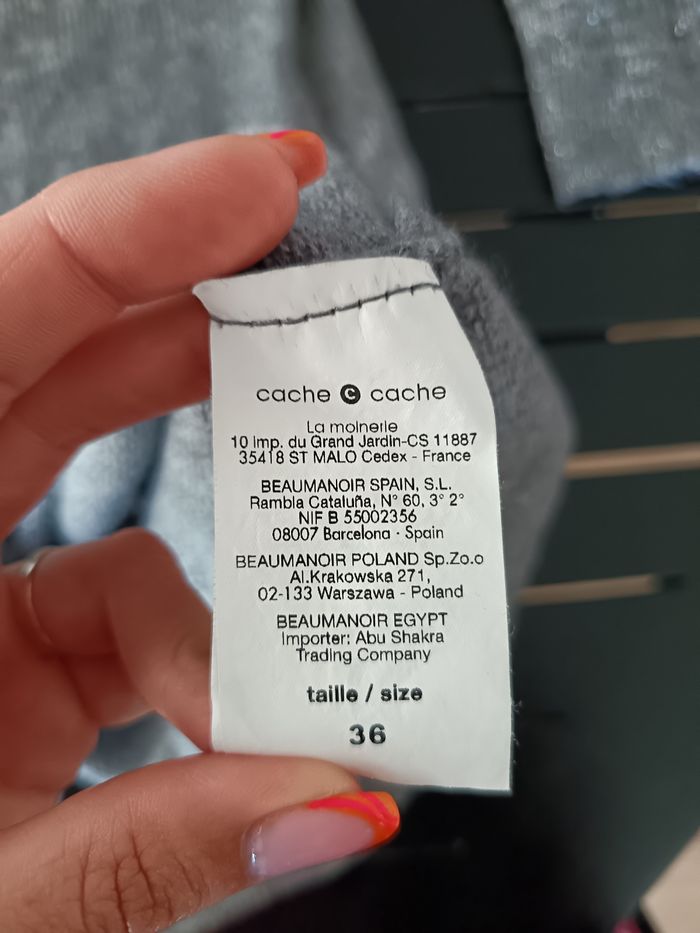 cache c cache
La moinerie
10 Imp. du Grand Jardin-CS 11887
35418 ST MALO Cedex - France
BEAUMANOIR SPAIN, S.L.
Rambla Cataluña, N° 60, 3° 2°
NIF B 55002356
08007 Barcelona - Spain
BEAUMANOIR POLAND Sp.Zo.o
Al.Krakowska 271,
02-133 Warszawa - Poland
BEAUMANOIR EGYPT
Importer: Abu Shakra
Trading Company
taille / size
36